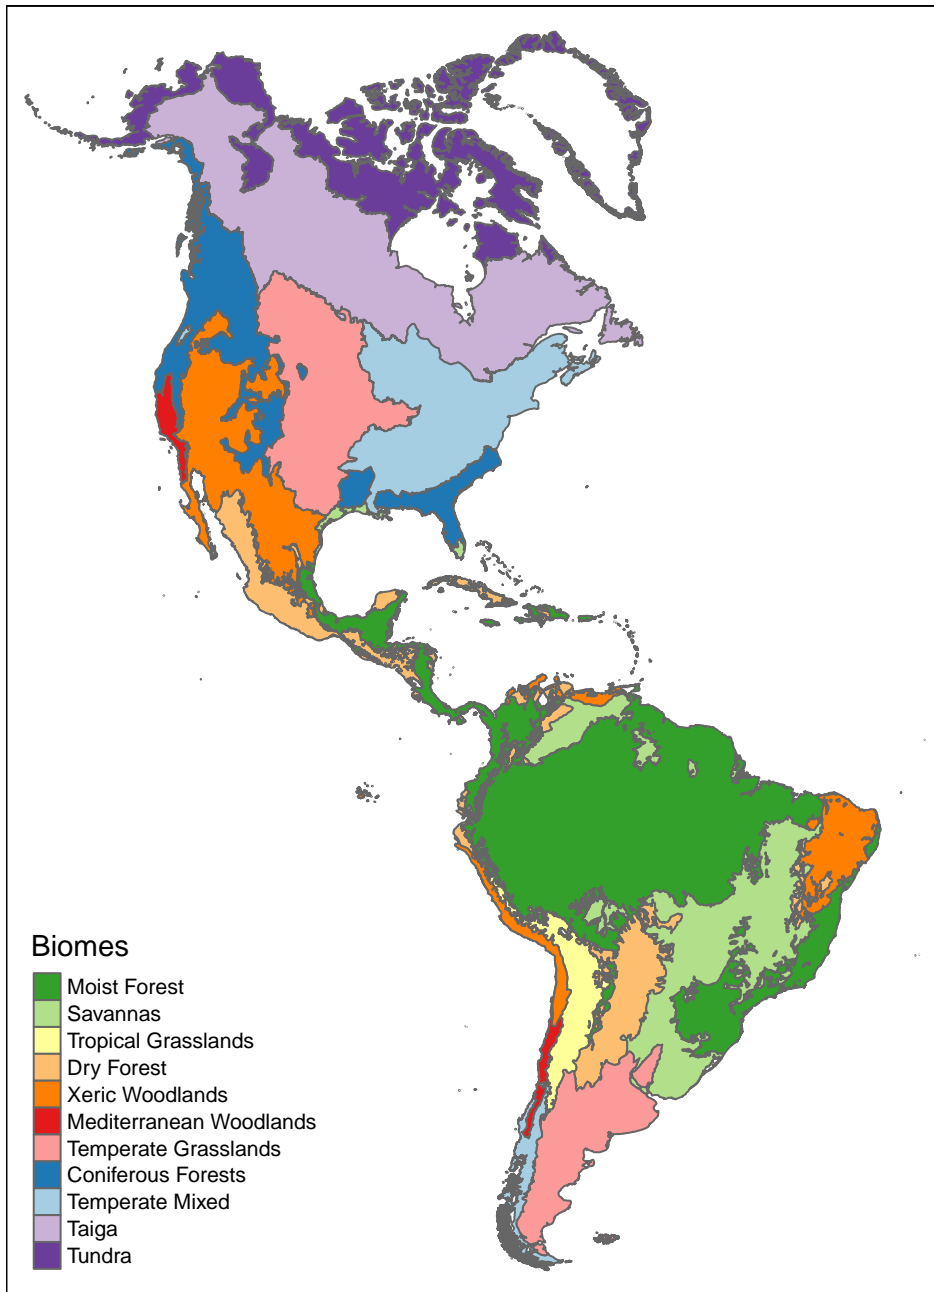 Biomes
Moist Forest
Savannas
Tropical Grasslands
Dry Forest
Xeric Woodlands
Mediterranean Woodlands
Temperate Grasslands
Coniferous Forests
Temperate Mixed
Taiga
Tundra